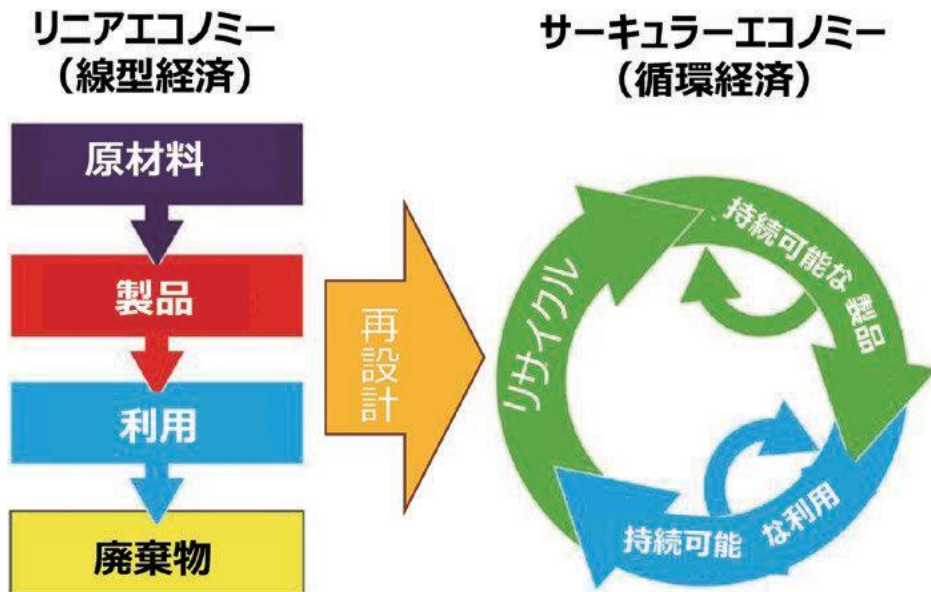 リニアエコノミー
（線型経済）
原材料
製品
利用
廃棄物
再設計
サーキュラーエコノミー
（循環経済）
リサイクル
持続可能な 製品
持続可能 な利用